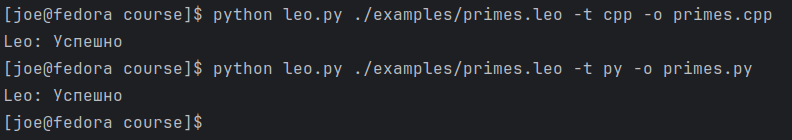 [joe@fedora course]$ python leo.py ./examples/primes.leo -t cpp -o primes.cpp
Leo: Успешно
[joe@fedora course]$ python leo.py ./examples/primes.leo -t py -o primes.py
Leo: Успешно
[joe@fedora course]$